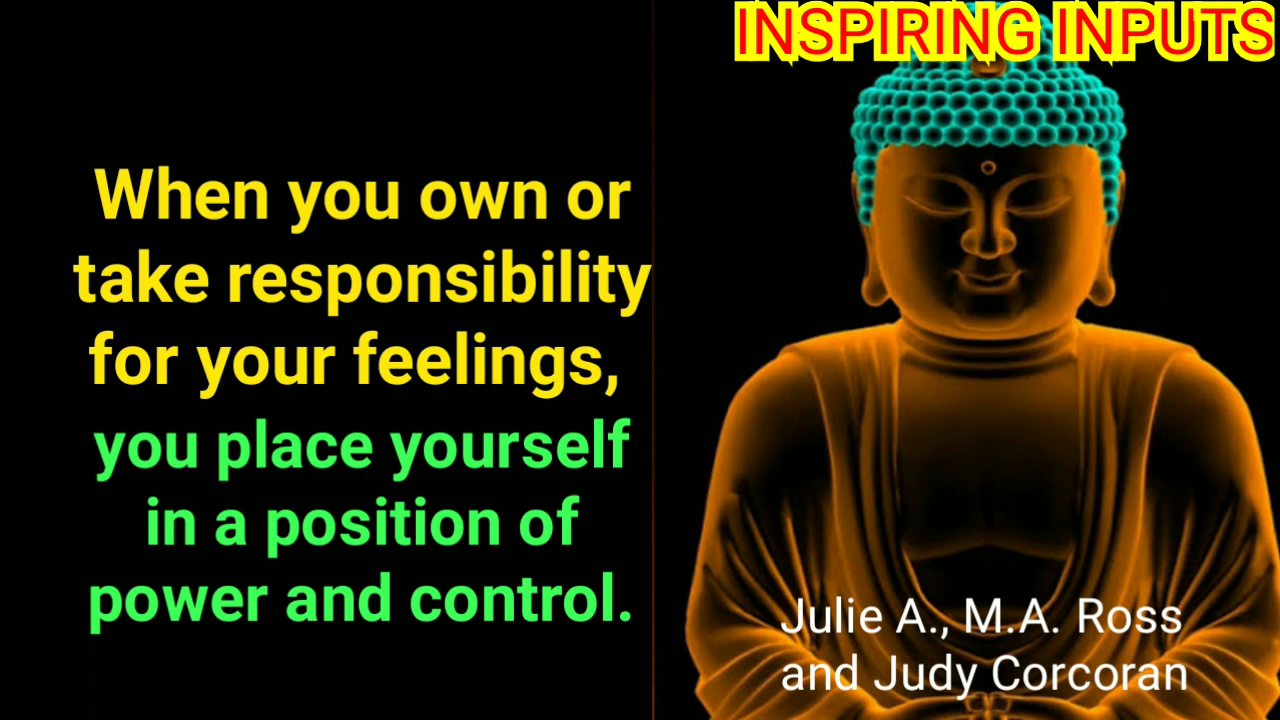 INSPIRING INPUTS
When you own or
take responsibility
for your feelings,
you place yourself
in a position of
power and control.
Julie A., M.A. Ross
and Judy Corcoran